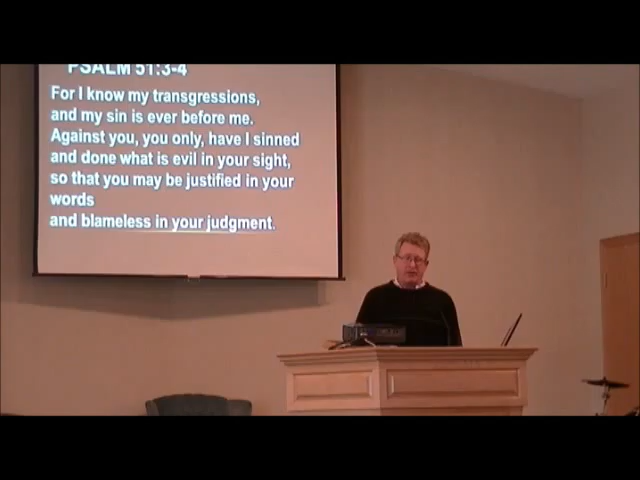 PSALM 51:3-4
For I know my transgressions,
and my sin is ever before me.
Against you, you only, have I sinned
and done what is evil in your sight,
so that you may be justified in your
words
and blameless in your judgment.